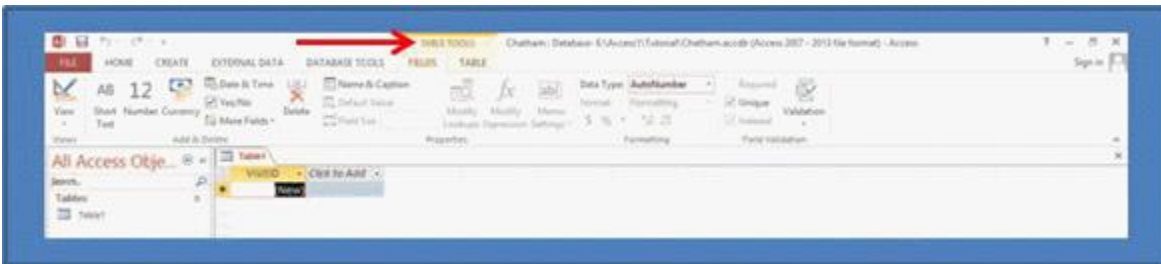 TABLE TOOLS Chatham : Database- E:\Access1\Tutorial\Chatham.accdb (Access 2007 - 2013 file format) - Access ? – X
FILE HOME CREATE EXTERNAL DATA DATABASE TOOLS FIELDS TABLE Sign in
View AB Short Text 12 Number Currency Date & Time Yes/No More Fields Delete Name & Caption Default Value Field Size Modify Lookups fx Modify Expression ab Memo Settings Data Type: AutoNumber Format: Formatting $ % Required Unique Indexed Validation
Views Add & Delete Properties Formatting Field Validation
All Access Obje... « Table1 ×
VisitID Click to Add
Search...
(New)
Tables
Table1